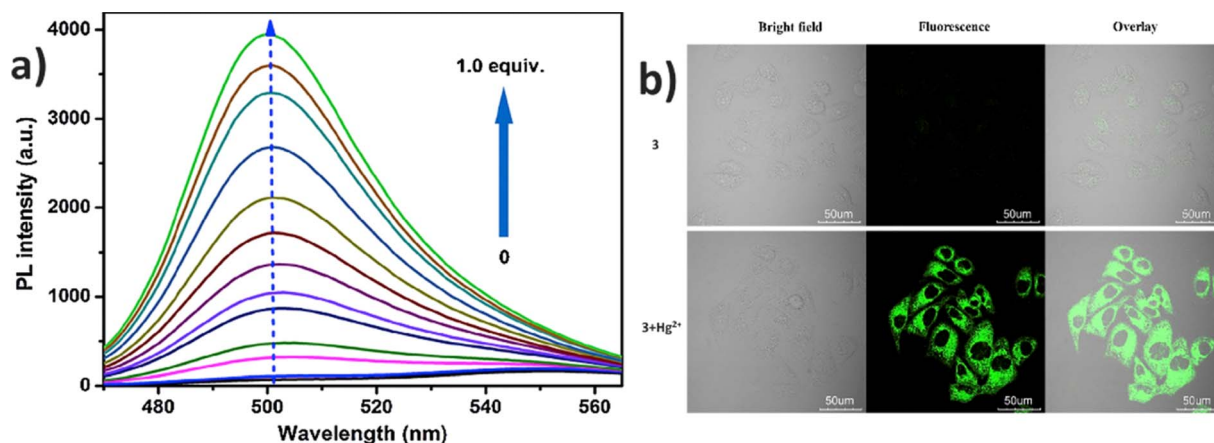 a)
PL intensity (a.u.)
4000
3000
2000
1000
0
1.0 equiv.
0
480 500 520 540 560
Wavelength (nm)
b)
Bright field Fluorescence Overlay
3
50um 50um 50um
3+Hg²⁺
50um 50um 50um